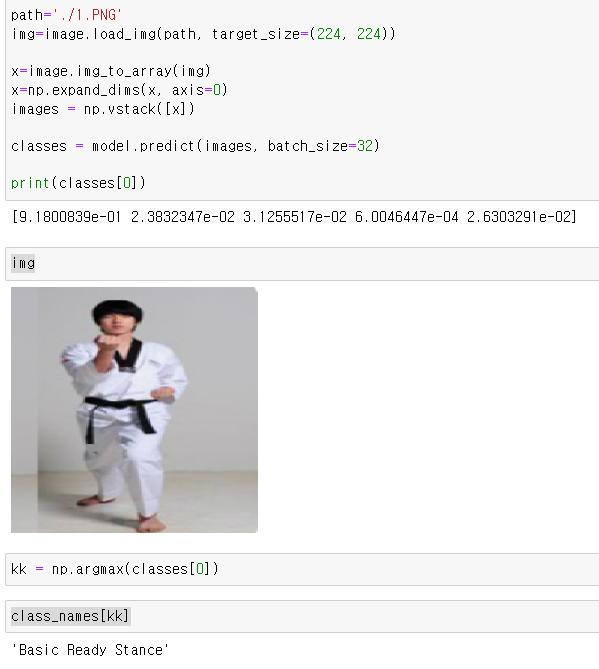 path='./1.PNG'
img=image.load_img(path, target_size=(224, 224))
x=image.img_to_array(img)
x=np.expand_dims(x, axis=0)
images = np.vstack([x])
classes = model.predict(images, batch_size=32)
print(classes[0])
[9.1800839e-01 2.3832347e-02 3.1255517e-02 6.0046447e-04 2.6303291e-02]
img
kk = np.argmax(classes[0])
class_names[kk]
'Basic Ready Stance'